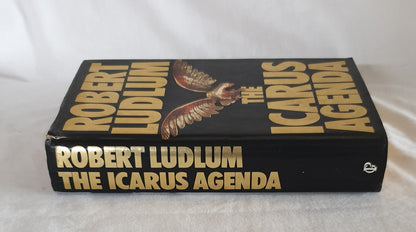 ROBERT
LUDLUM
THE
ICARUS
AGENDA
ROBERT LUDLUM
THE ICARUS AGENDA